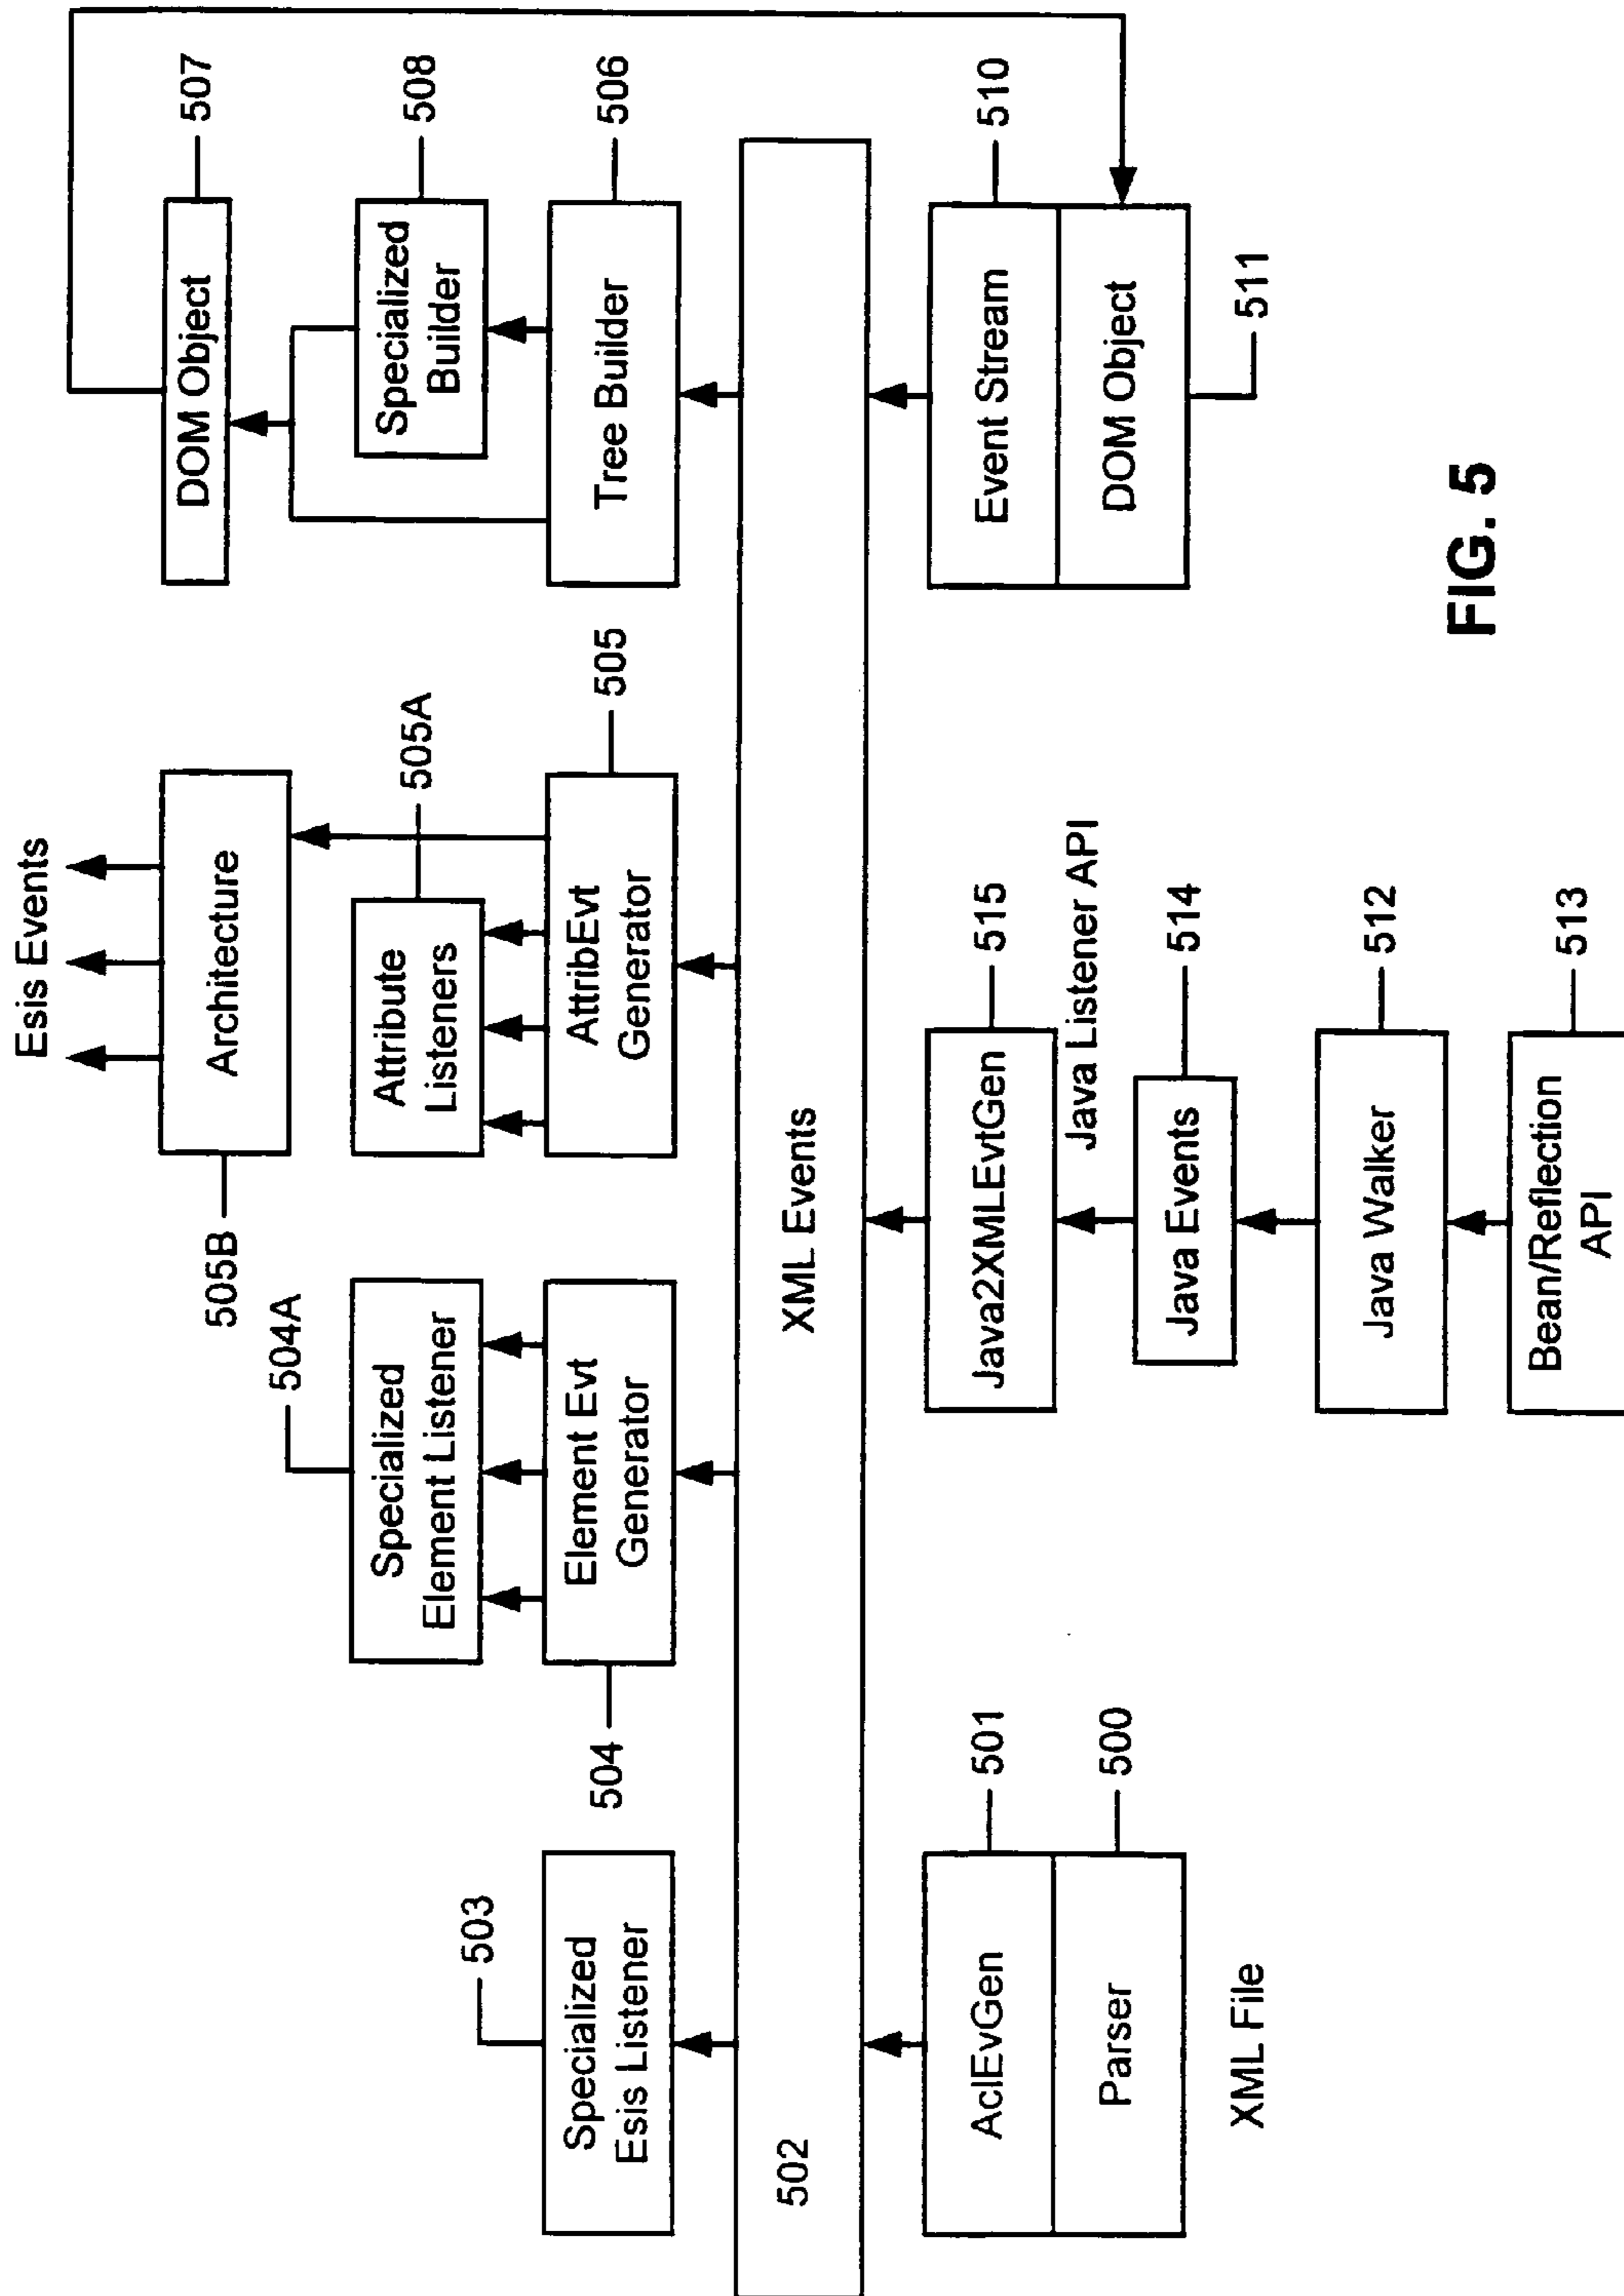 Esis Events
505B
Architecture
DOM Object
507
504A
505A
Specialized
Element Listener
Attribute
Listeners
Specialized
Builder
508
503
Specialized
Esis Listener
504
Element Evt
Generator
AttribEvt
Generator
505
Tree Builder
506
502
XML Events
AclEvGen
501
Parser
500
XML File
Java2XMLEvtGen
515
Java Listener API
Java Events
514
Java Walker
512
Bean/Reflection
API
513
Event Stream
510
DOM Object
511
FIG. 5